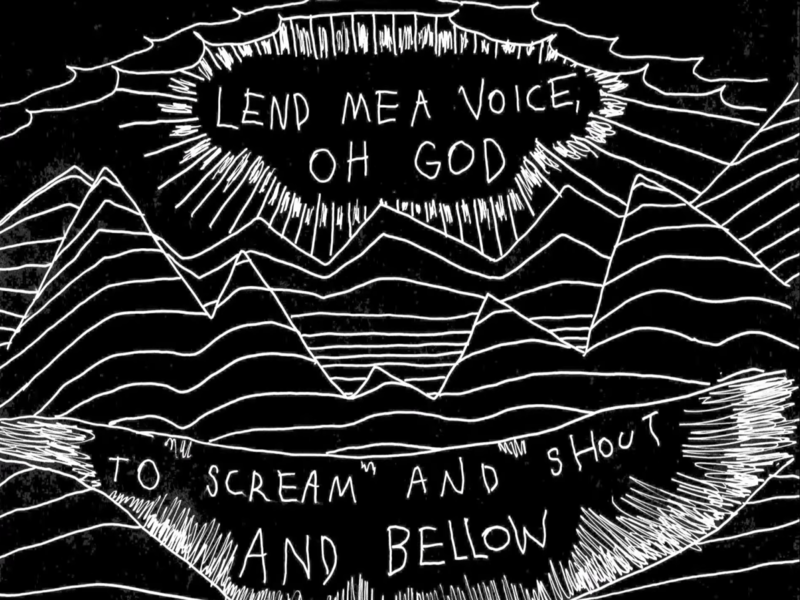 LEND ME A VOICE,
OH GOD
TO SCREAM AND SHOUT
AND BELLOW